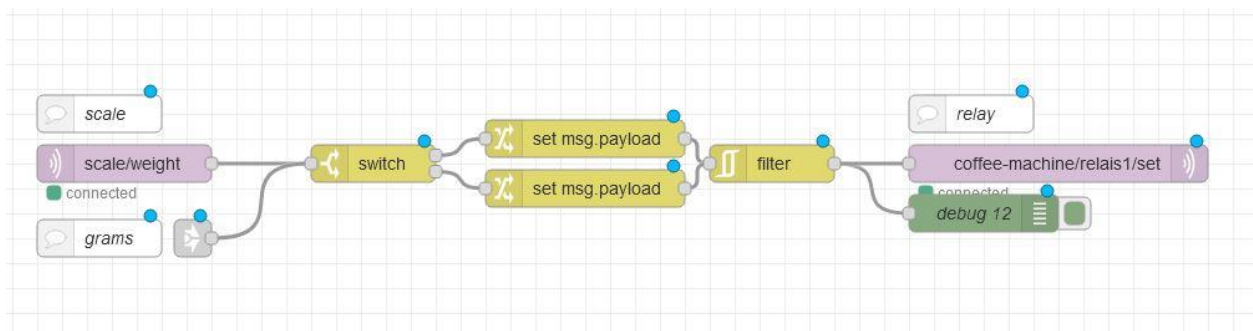 scale
relay
set msg.payload
scale/weight
switch
filter
coffee-machine/relais1/set
connected
set msg.payload
connected
grams
debug 12